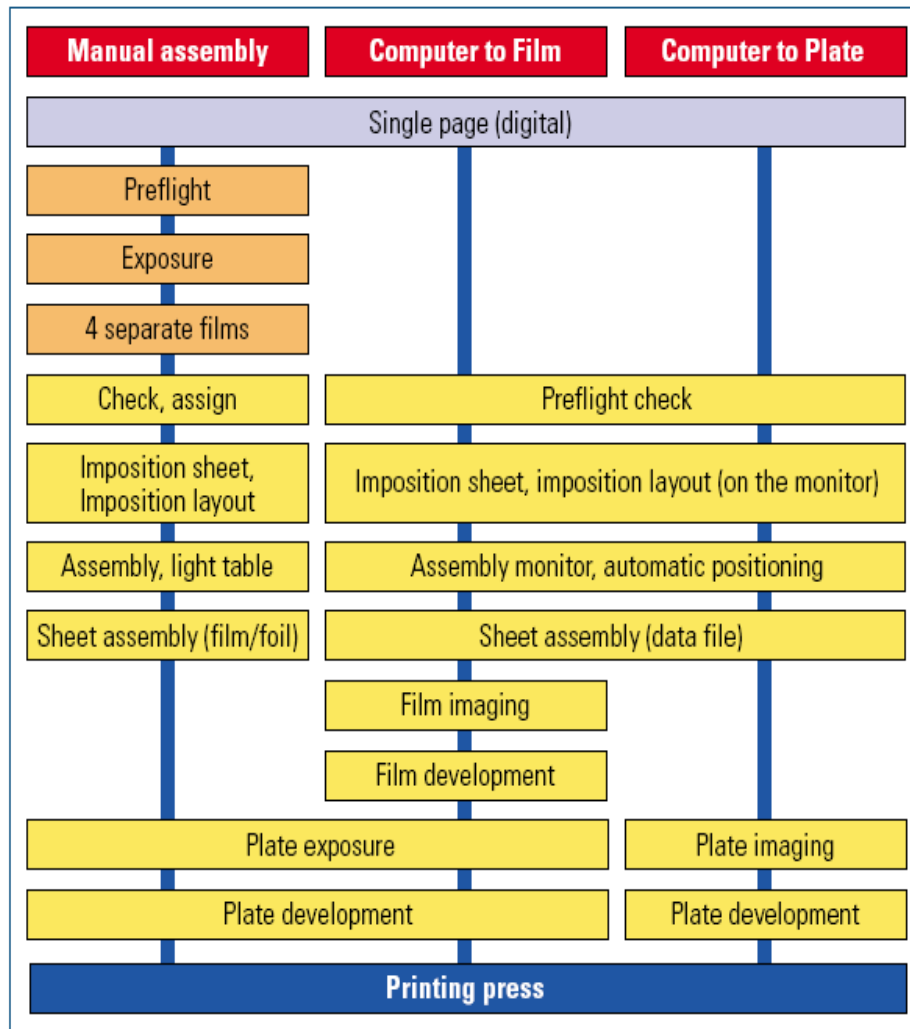 Manual assembly
Computer to Film
Computer to Plate
Single page (digital)
Preflight
Exposure
4 separate films
Check, assign
Preflight check
Imposition sheet,
Imposition layout
Imposition sheet, imposition layout (on the monitor)
Assembly, light table
Assembly monitor, automatic positioning
Sheet assembly (film/foil)
Sheet assembly (data file)
Film imaging
Film development
Plate exposure
Plate imaging
Plate development
Plate development
Printing press